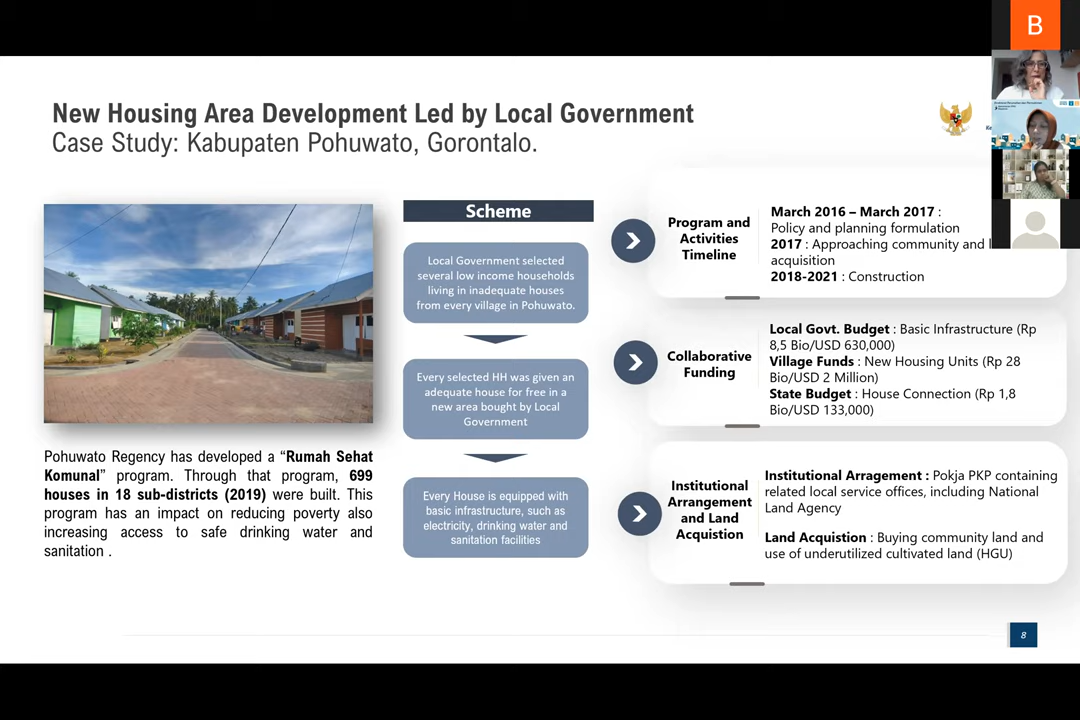 B
New Housing Area Development Led by Local Government
Case Study: Kabupaten Pohuwato, Gorontalo.
Pohuwato Regency has developed a “Rumah Sehat
Komunal” program. Through that program, 699
houses in 18 sub-districts (2019) were built. This
program has an impact on reducing poverty also
increasing access to safe drinking water and
sanitation .
Scheme
Local Government selected
several low income households
living in inadequate houses
from every village in Pohuwato.
Every selected HH was given an
adequate house for free in a
new area bought by Local
Government
Every House is equipped with
basic infrastructure, such as
electricity, drinking water and
sanitation facilities
Program and
Activities
Timeline
March 2016 – March 2017 :
Policy and planning formulation
2017 : Approaching community and
acquisition
2018-2021 : Construction
Collaborative
Funding
Local Govt. Budget : Basic Infrastructure (Rp
8,5 Bio/USD 630,000)
Village Funds : New Housing Units (Rp 28
Bio/USD 2 Million)
State Budget : House Connection (Rp 1,8
Bio/USD 133,000)
Institutional
Arrangement
and Land
Acquistion
Institutional Arragement : Pokja PKP containing
related local service offices, including National
Land Agency
Land Acquistion : Buying community land and
use of underutilized cultivated land (HGU)
8